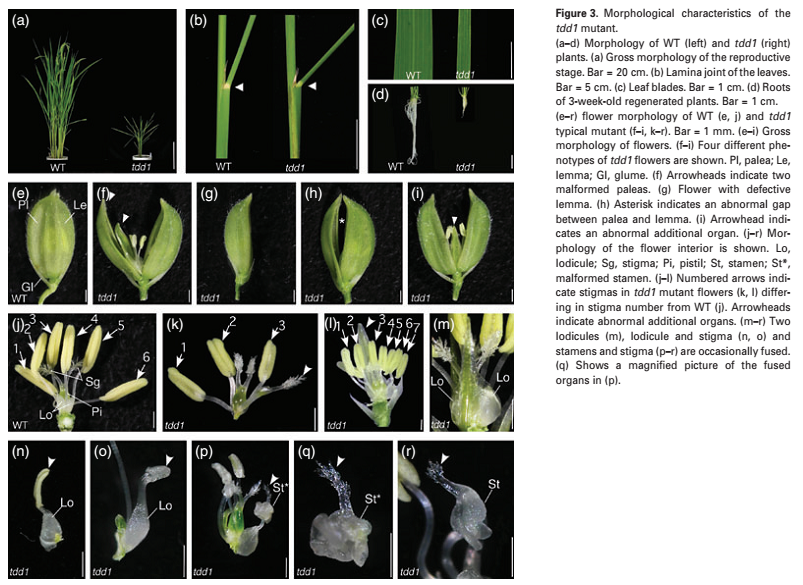 (a)
WT
tdd1
(b)
WT
tdd1
(c)
WT
tdd1
(d)
WT
tdd1
(e)
Pl
Le
Gl
WT
(f)
tdd1
(g)
tdd1
(h)
*
tdd1
(i)
tdd1
(j)
1
2
3
4
5
6
Sg
Pi
Lo
WT
(k)
1
2
3
tdd1
(l)
1
2
3
4
5
6
7
tdd1
(m)
Lo
Lo
tdd1
(n)
Lo
tdd1
(o)
Lo
tdd1
(p)
St*
tdd1
(q)
St*
tdd1
(r)
St
tdd1
Figure 3. Morphological characteristics of the
tdd1 mutant.
(a–d) Morphology of WT (left) and tdd1 (right)
plants. (a) Gross morphology of the reproductive
stage. Bar = 20 cm. (b) Lamina joint of the leaves.
Bar = 5 cm. (c) Leaf blades. Bar = 1 cm. (d) Roots
of 3-week-old regenerated plants. Bar = 1 cm.
(e–r) flower morphology of WT (e, j) and tdd1
typical mutant (f–i, k–r). Bar = 1 mm. (e–i) Gross
morphology of flowers. (f–i) Four different phe-
notypes of tdd1 flowers are shown. Pl, palea; Le,
lemma; Gl, glume. (f) Arrowheads indicate two
malformed paleas. (g) Flower with defective
lemma. (h) Asterisk indicates an abnormal gap
between palea and lemma. (i) Arrowhead indi-
cates an abnormal additional organ. (j–r) Mor-
phology of the flower interior is shown. Lo,
lodicule; Sg, stigma; Pi, pistil; St, stamen; St*,
malformed stamen. (j–l) Numbered arrows indi-
cate stigmas in tdd1 mutant flowers (k, l) differ-
ing in stigma number from WT (j). Arrowheads
indicate abnormal additional organs. (m–r) Two
lodicules (m), lodicule and stigma (n, o) and
stamens and stigma (p–r) are occasionally fused.
(q) Shows a magnified picture of the fused
organs in (p).